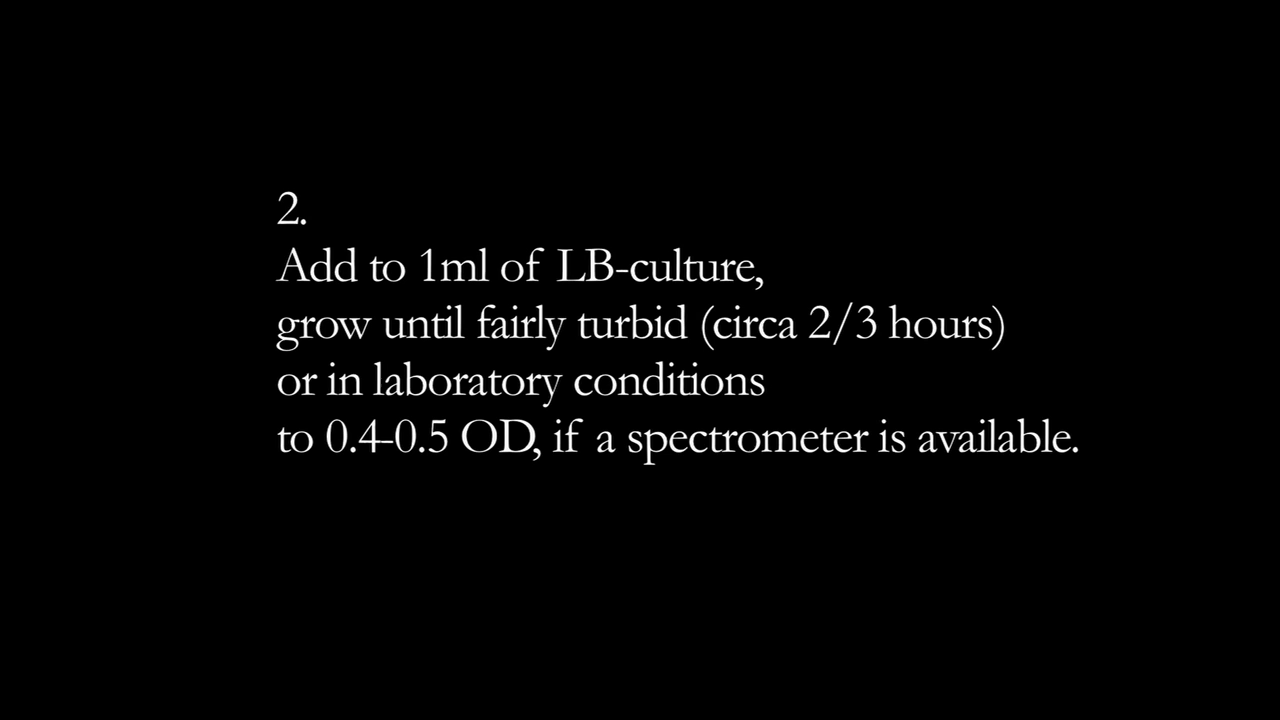 2.
Add to 1ml of LB-culture,
grow until fairly turbid (circa 2/3 hours)
or in laboratory conditions
to 0.4-0.5 OD, if a spectrometer is available.